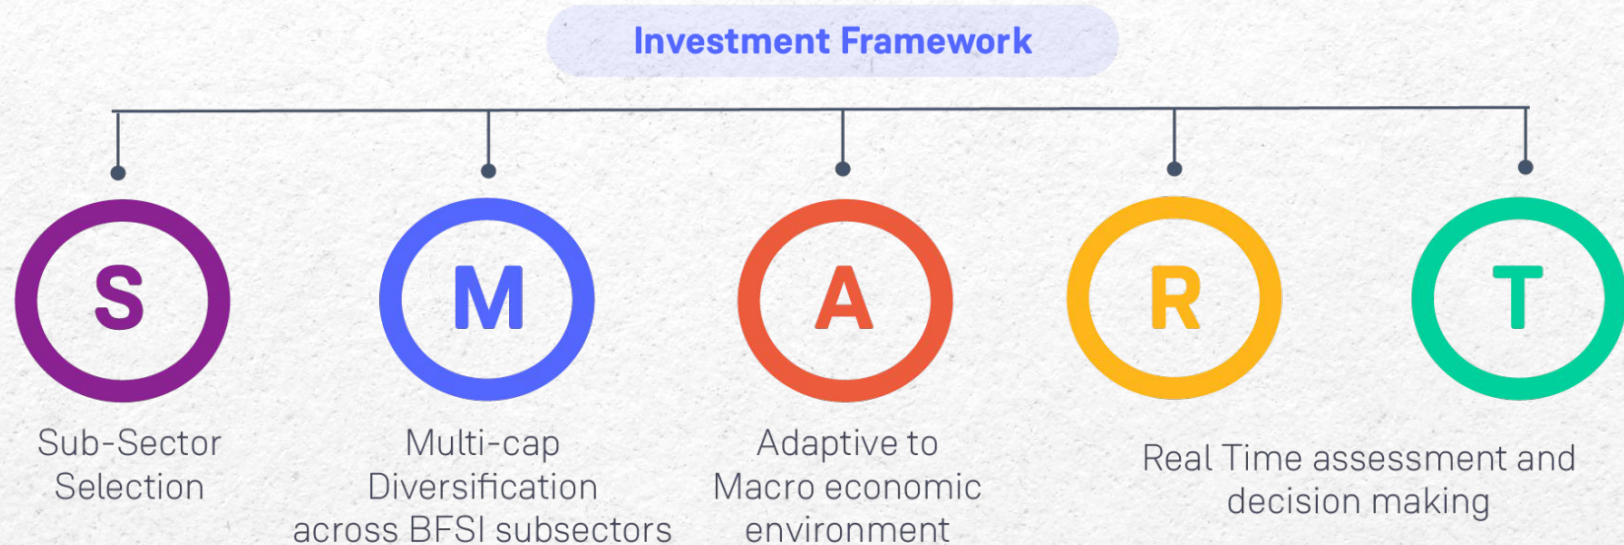 Investment Framework
S
M
A
R
T
Sub-Sector
Selection
Multi-cap
Diversification
across BFSI subsectors
Adaptive to
Macro economic
environment
Real Time assessment and
decision making